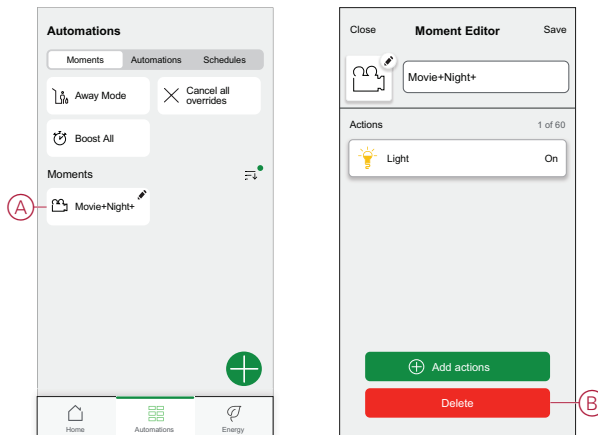 Automations
Moments Automations Schedules
Away Mode
Cancel all
overrides
Boost All
Moments
A
Movie+Night+
Home Automations Energy
Close Moment Editor Save
Movie+Night+
Actions 1 of 60
Light On
Add actions
Delete
B